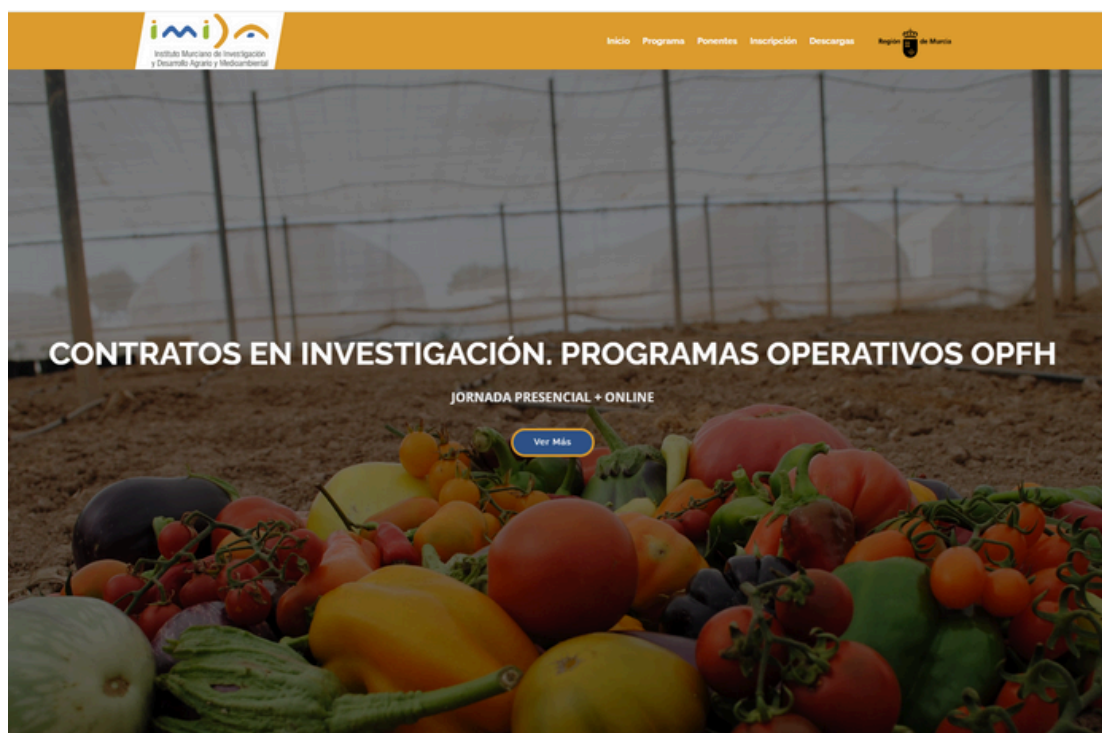 imida
Instituto Murciano de Investigación
y Desarrollo Agrario y Medioambiental
Inicio Programa Ponentes Inscripción Descargas
Región de Murcia
CONTRATOS EN INVESTIGACIÓN. PROGRAMAS OPERATIVOS OPFH
JORNADA PRESENCIAL + ONLINE
Ver Más